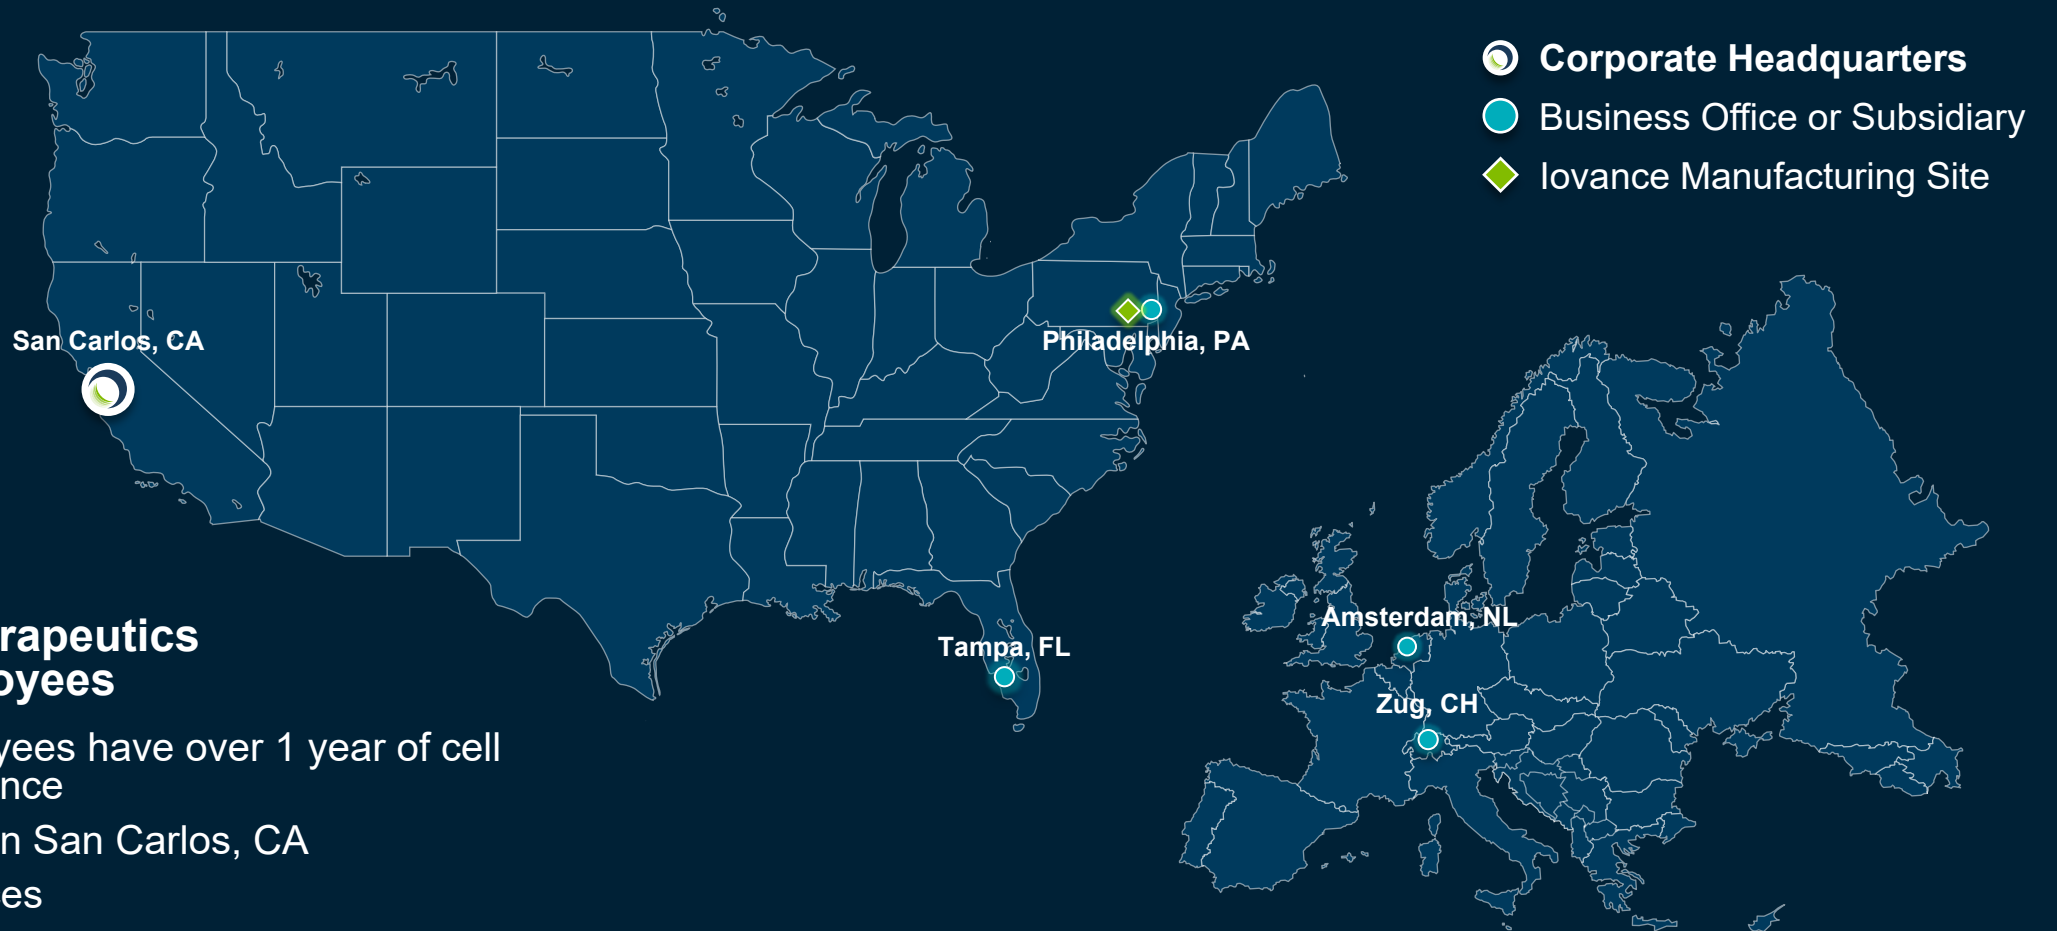 Corporate Headquarters
Business Office or Subsidiary
Iovance Manufacturing Site
San Carlos, CA
Philadelphia, PA
Tampa, FL
Amsterdam, NL
Zug, CH
rapeutics
oyees
yees have over 1 year of cell
nce
n San Carlos, CA
es